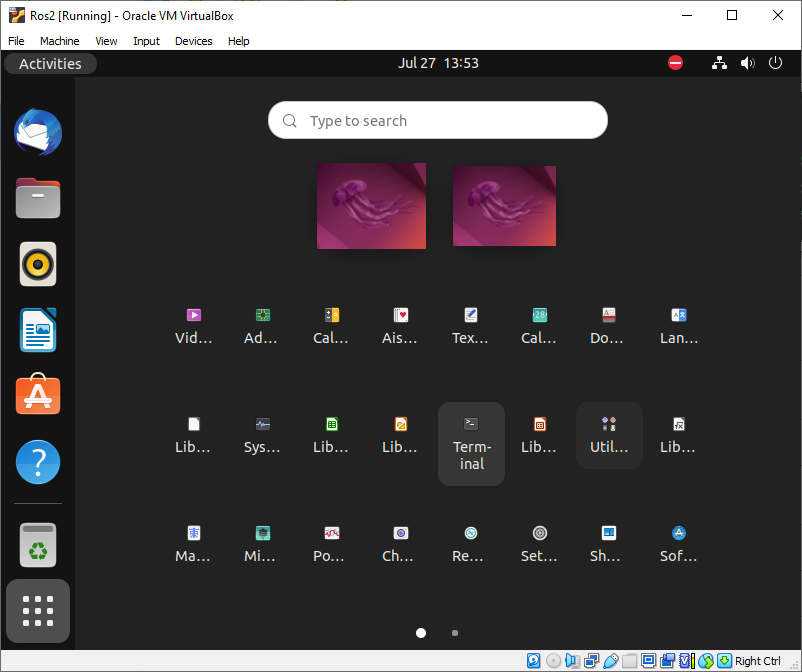 Ros2 [Running] - Oracle VM VirtualBox
File Machine View Input Devices Help
Activities
Jul 27 13:53
Type to search
Vid... Ad... Cal... Ais... Tex... Cal... Do... Lan...
Lib... Sys... Lib... Lib... Term-
inal
Lib... Util... Lib...
Ma... Mi... Po... Ch... Re... Set... Sh... Sof...
Right Ctrl